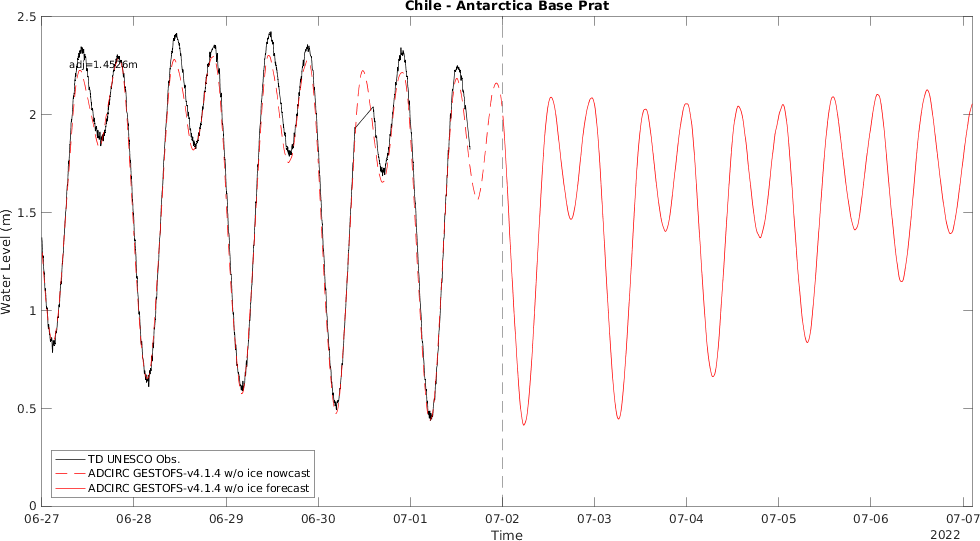 Chile - Antarctica Base Prat
adj=1.4526m
Water Level (m)
2.5
2
1.5
1
0.5
0
TD UNESCO Obs.
ADCIRC GESTOFS-v4.1.4 w/o ice nowcast
ADCIRC GESTOFS-v4.1.4 w/o ice forecast
06-27 06-28 06-29 06-30 07-01 07-02 07-03 07-04 07-05 07-06 07-07
Time
2022